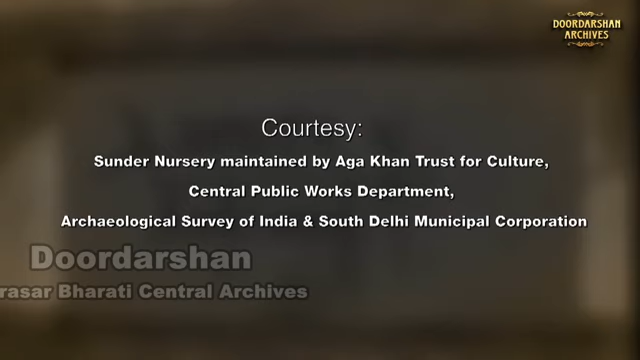 DOORDARSHAN
ARCHIVES
Courtesy:
Sunder Nursery maintained by Aga Khan Trust for Culture,
Central Public Works Department,
Archaeological Survey of India & South Delhi Municipal Corporation
Doordarshan
rasar Bharati Central Archives